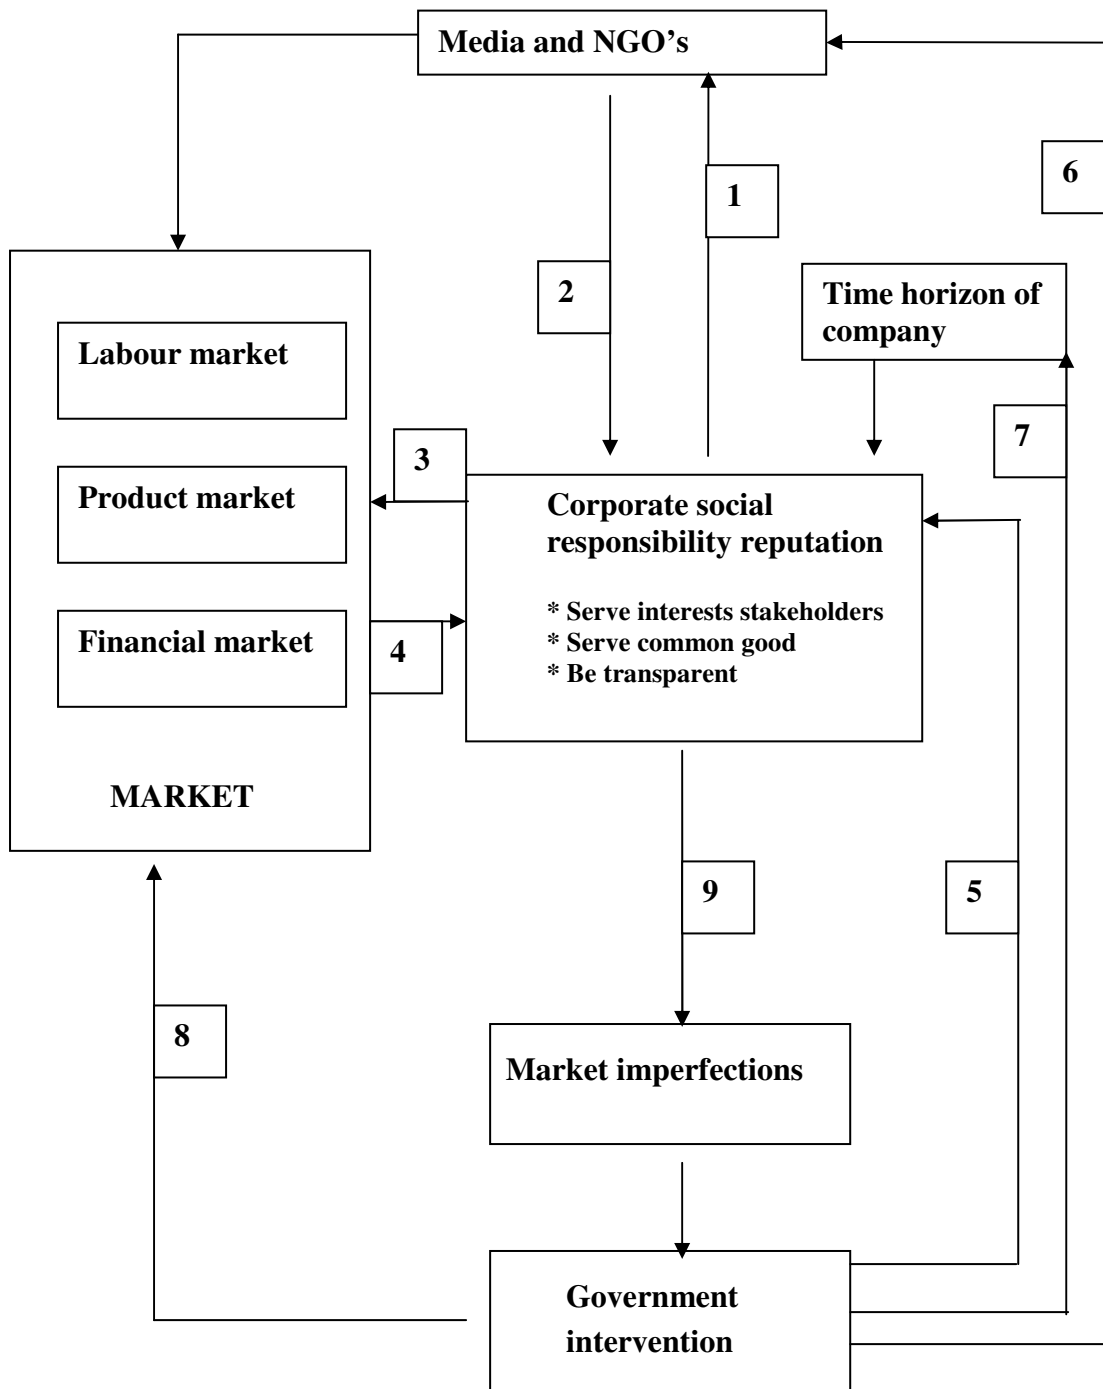 Media and NGO’s
6
1
2
Time horizon of
company
Labour market
7
3
Product market
Corporate social
responsibility reputation
* Serve interests stakeholders
* Serve common good
* Be transparent
Financial market
4
MARKET
9
5
8
Market imperfections
Government
intervention